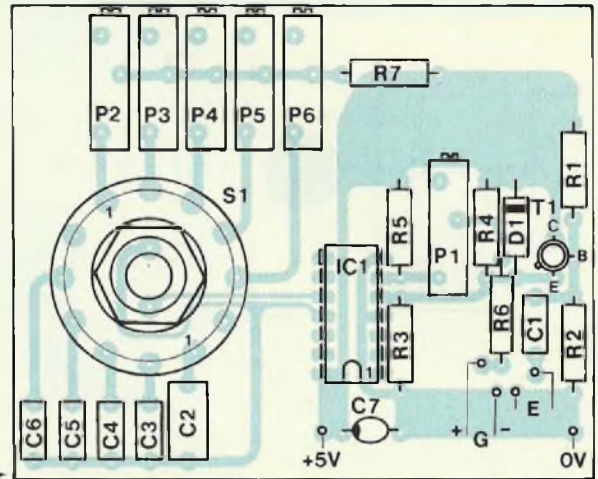 R7
P2 P3 P4 P5 P6
R1
S1
1
R5
P1
R4
D1
T1
C
B
E
IC1
R3
1
R6
C1
R2
1
C6 C5 C4 C3 C2
C7
+ G -
E
+5V
0V